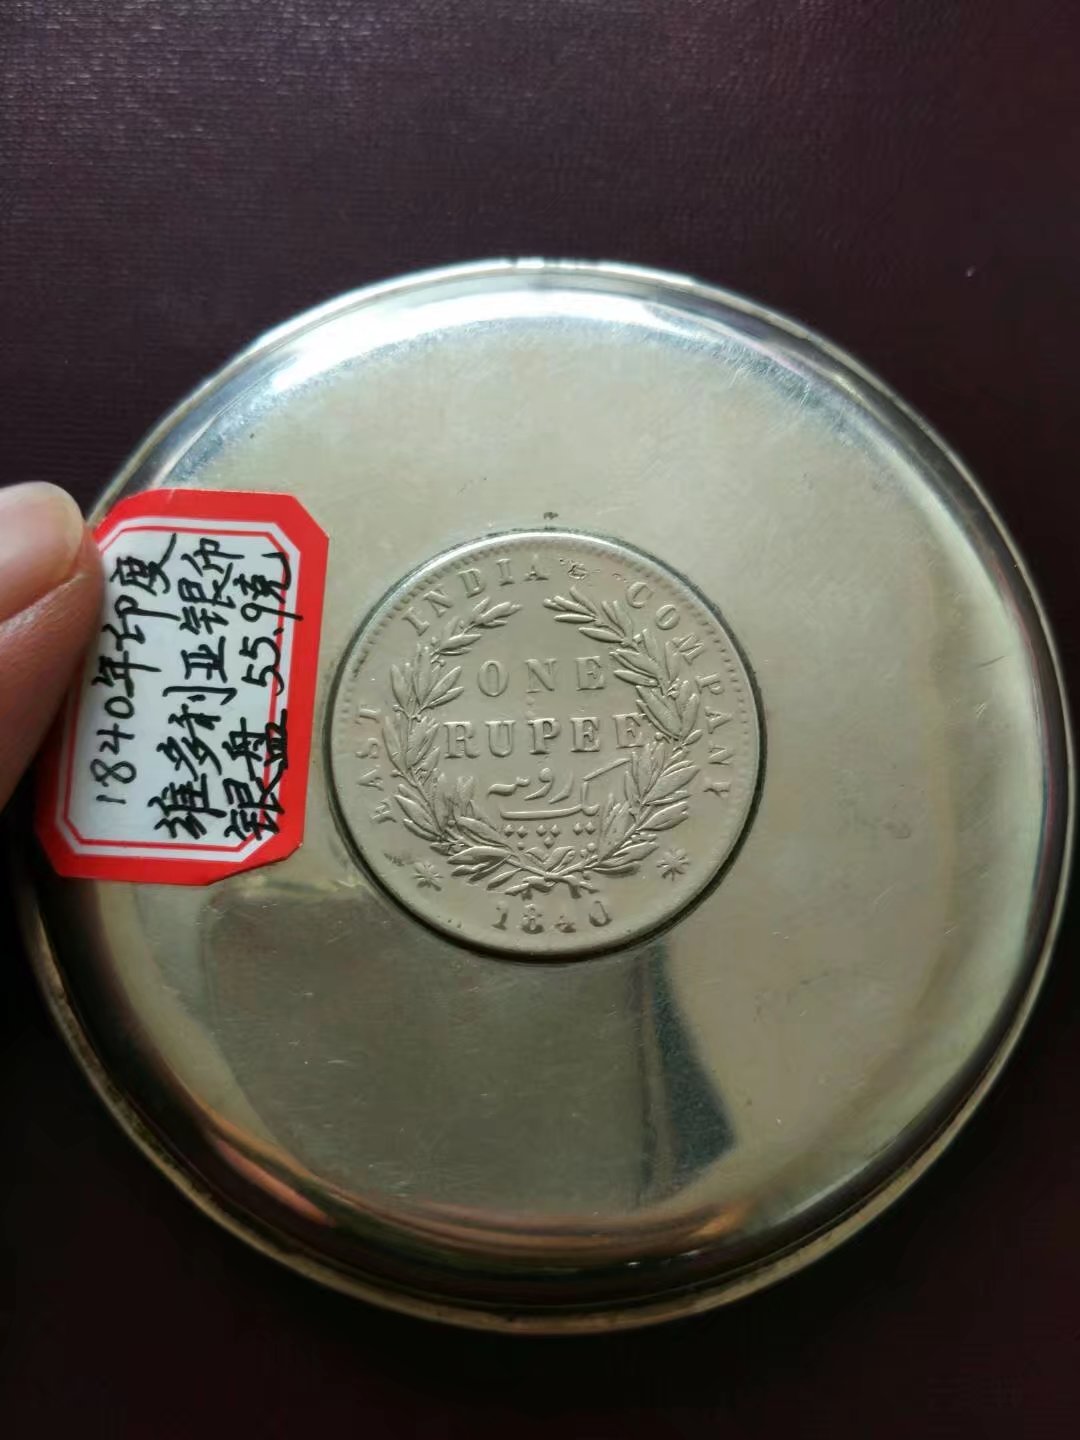 1840年印度
维多利亚银币
银盘 55.9克
EAST INDIA COMPANY
ONE
RUPEE
یک روپیہ
1840